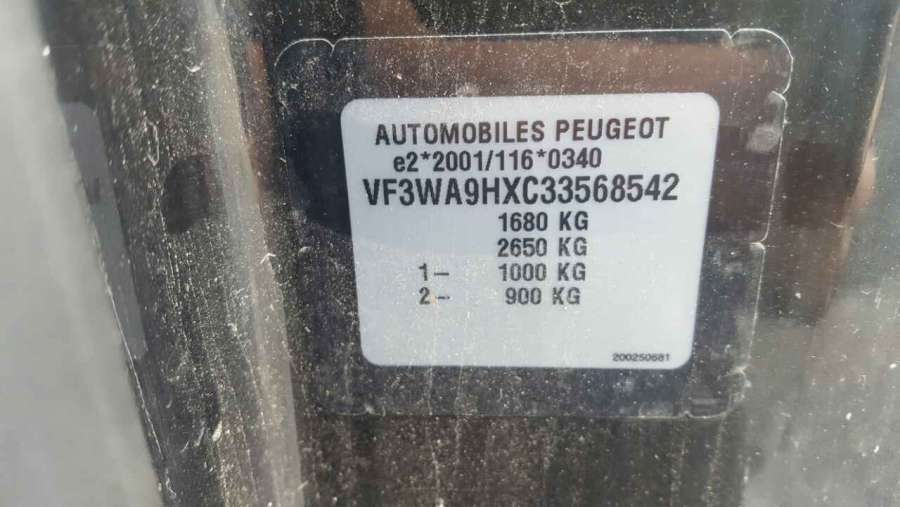 AUTOMOBILES PEUGEOT
e2*2001/116*0340
VF3WA9HXC33568542
1680 KG
2650 KG
1- 1000 KG
2- 900 KG
200250681